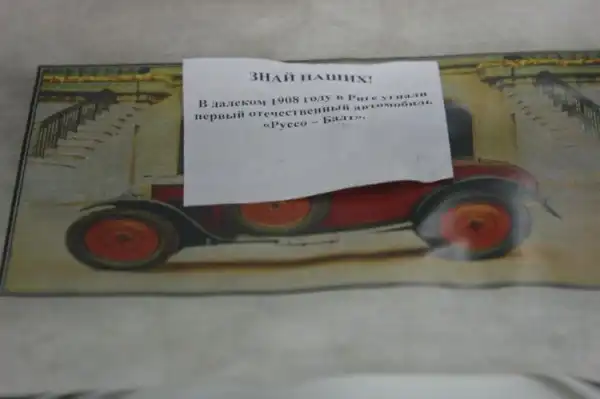 ЗНАЙ НАШИХ!
В далеком 1908 году в Риге угнали
первый отечественный автомобиль
«Руссо – Балт».